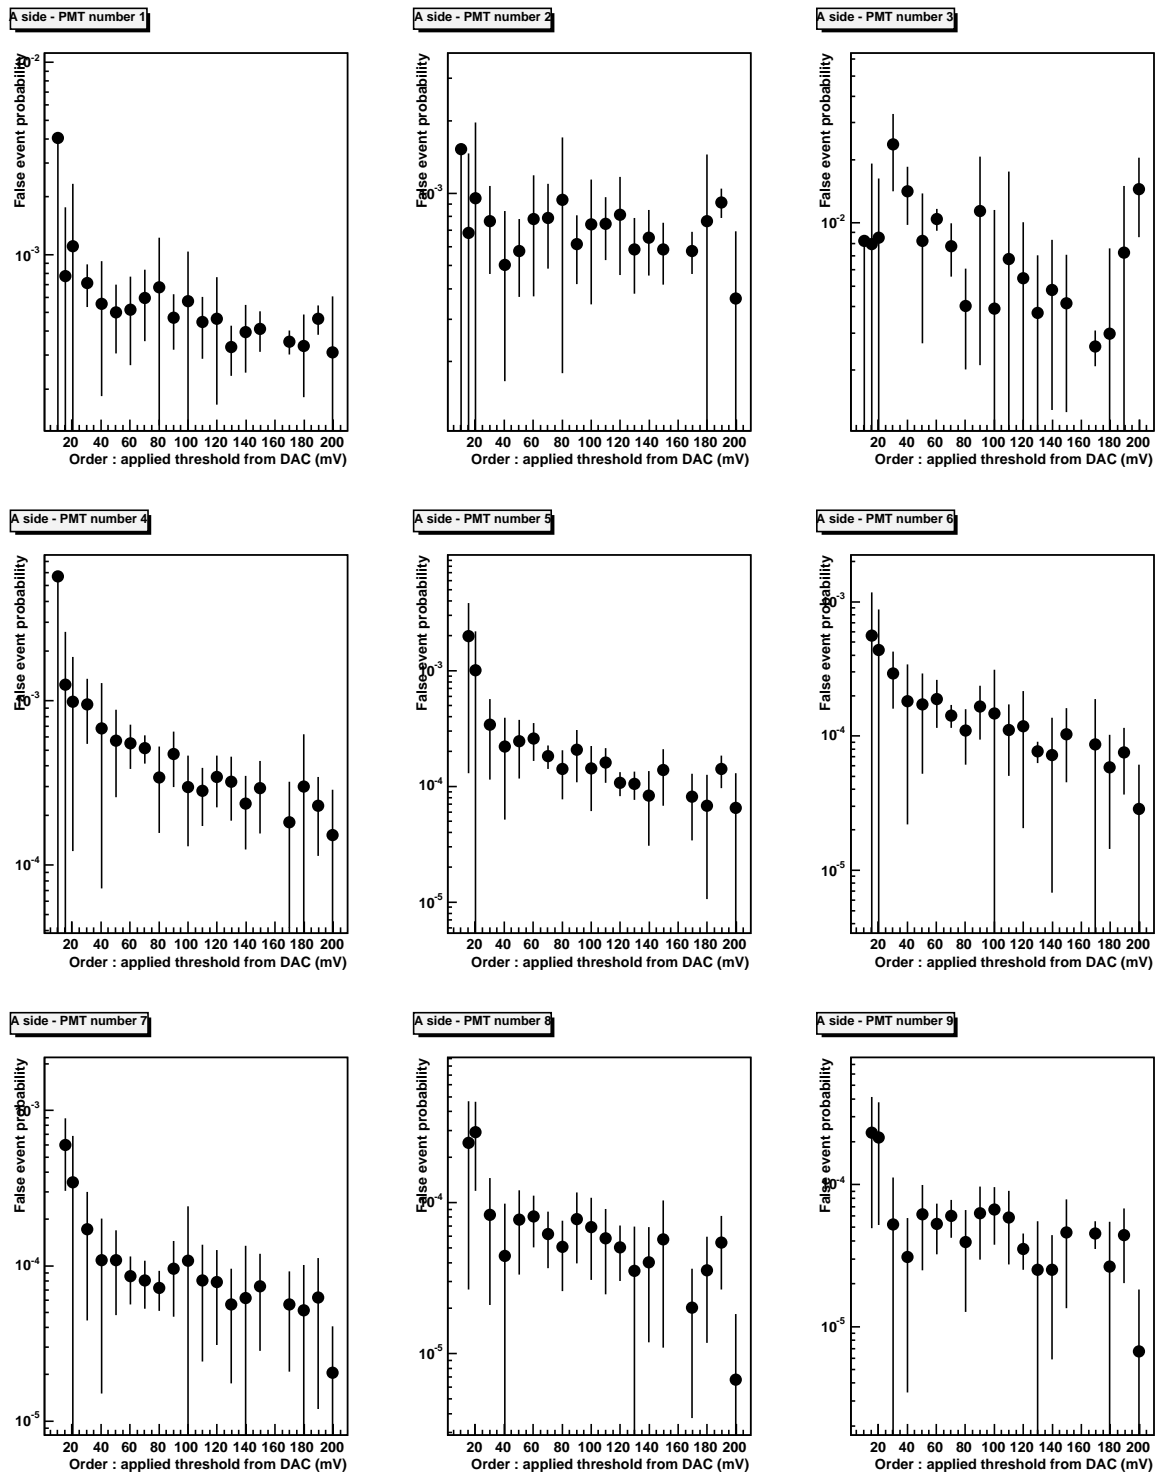 A side - PMT number 1
False event probability
10-2
10-3
20 40 60 80 100 120 140 160 180 200
Order : applied threshold from DAC (mV)
A side - PMT number 2
False event probability
10-3
20 40 60 80 100 120 140 160 180 200
Order : applied threshold from DAC (mV)
A side - PMT number 3
False event probability
10-2
20 40 60 80 100 120 140 160 180 200
Order : applied threshold from DAC (mV)
A side - PMT number 4
False event probability
10-3
10-4
20 40 60 80 100 120 140 160 180 200
Order : applied threshold from DAC (mV)
A side - PMT number 5
False event probability
10-3
10-4
10-5
20 40 60 80 100 120 140 160 180 200
Order : applied threshold from DAC (mV)
A side - PMT number 6
False event probability
10-3
10-4
10-5
20 40 60 80 100 120 140 160 180 200
Order : applied threshold from DAC (mV)
A side - PMT number 7
False event probability
10-3
10-4
10-5
20 40 60 80 100 120 140 160 180 200
Order : applied threshold from DAC (mV)
A side - PMT number 8
False event probability
10-4
10-5
20 40 60 80 100 120 140 160 180 200
Order : applied threshold from DAC (mV)
A side - PMT number 9
False event probability
10-4
10-5
20 40 60 80 100 120 140 160 180 200
Order : applied threshold from DAC (mV)